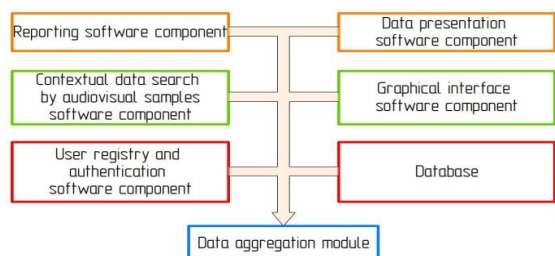 Reporting software component
Data presentation
software component
Contextual data search
by audiovisual samples
software component
Graphical interface
software component
User registry and
authentication
software component
Database
Data aggregation module